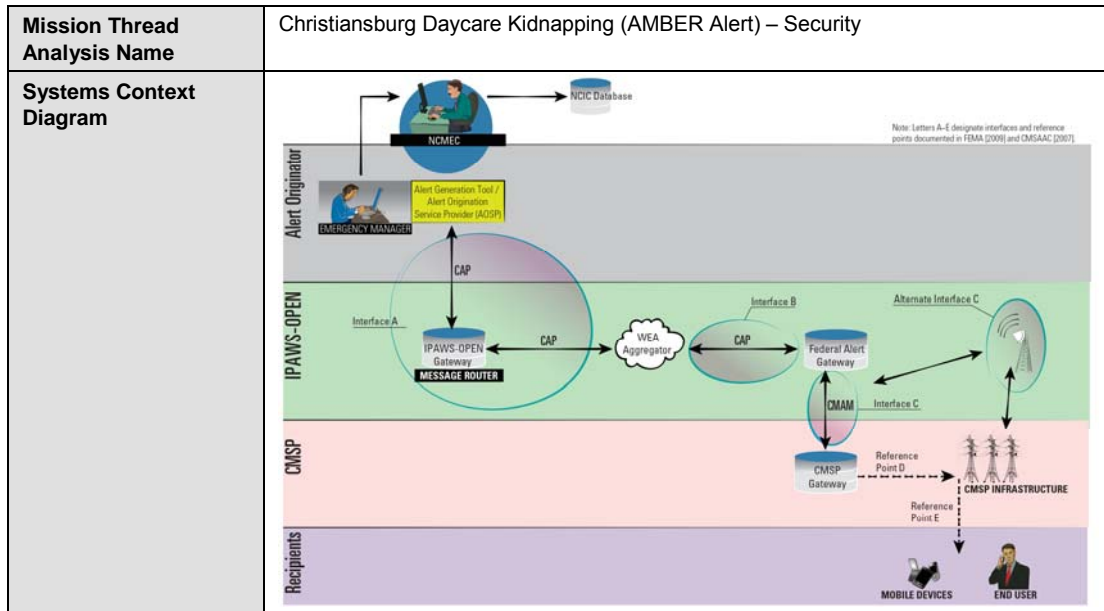 Mission Thread
Analysis Name
Christiansburg Daycare Kidnapping (AMBER Alert) – Security
Systems Context
Diagram
NCIC Database
NCMEC
Note: Letters A–E designate interfaces and reference
points documented in FEMA [2009] and CMSAAC [2007].
Alert Originator
Alert Generation Tool /
Alert Origination
Service Provider (AOSP)
EMERGENCY MANAGER
CAP
IPAWS-OPEN
Interface A
IPAWS-OPEN
Gateway
MESSAGE ROUTER
CAP
WEA
Aggregator
Interface B
CAP
Federal Alert
Gateway
Alternate Interface C
CMAM
Interface C
CMSP
CMSP
Gateway
Reference
Point D
CMSP INFRASTRUCTURE
Reference
Point E
Recipients
MOBILE DEVICES
END USER